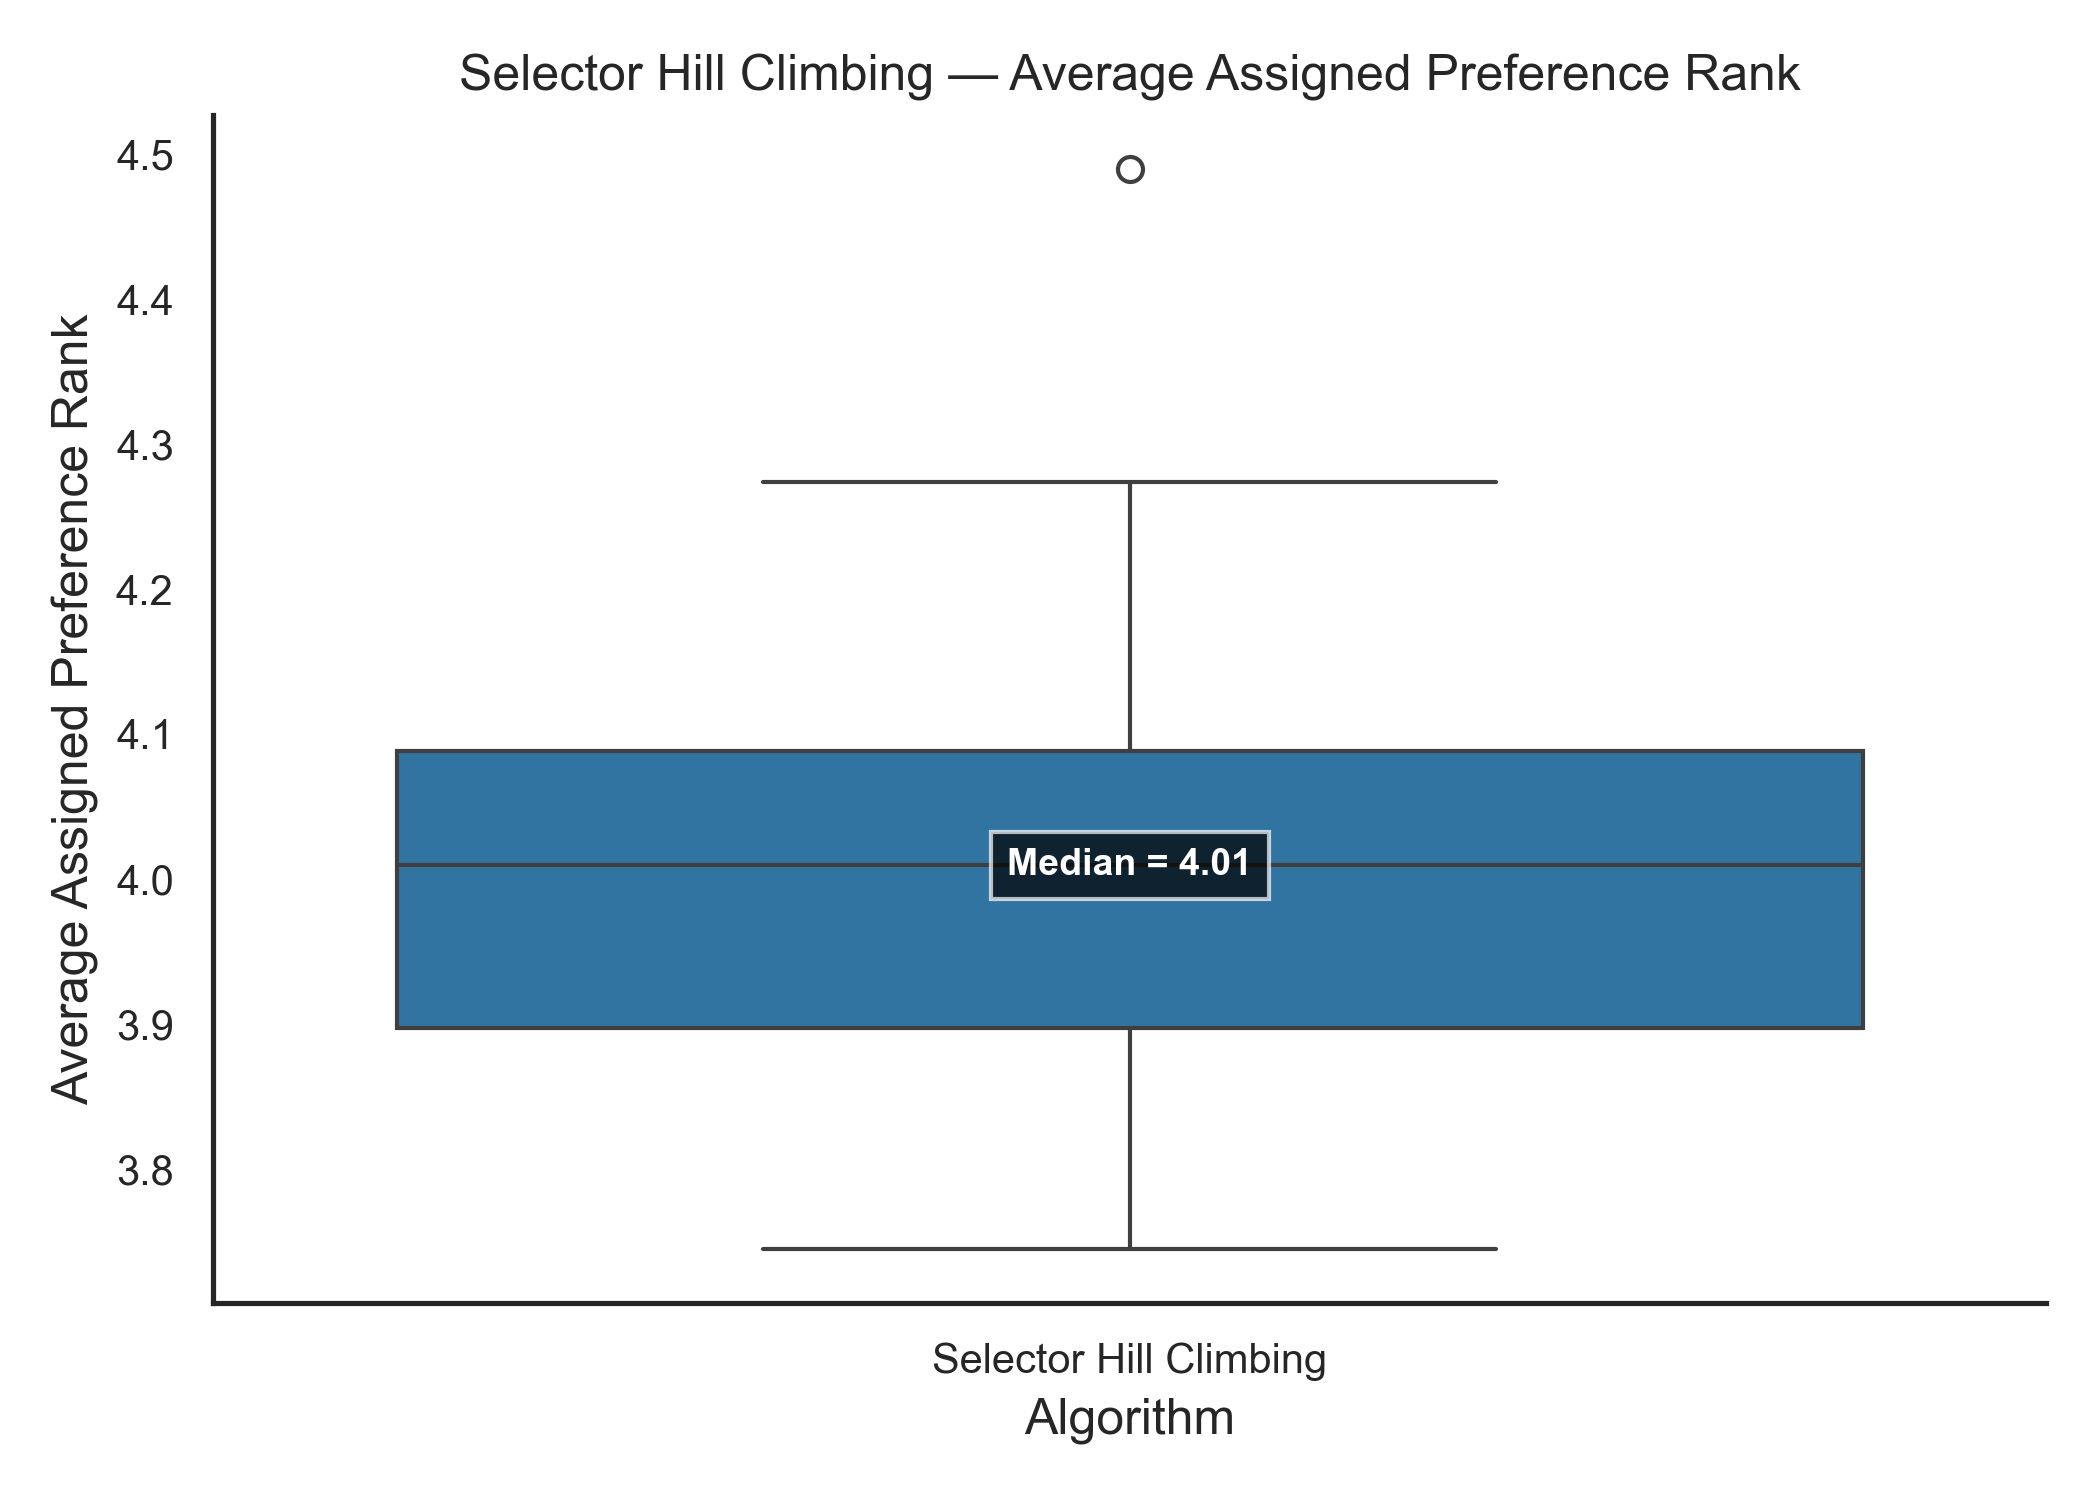 Selector Hill Climbing — Average Assigned Preference Rank
Average Assigned Preference Rank
4.5
4.4
4.3
4.2
4.1
4.0
3.9
3.8
Median = 4.01
Selector Hill Climbing
Algorithm